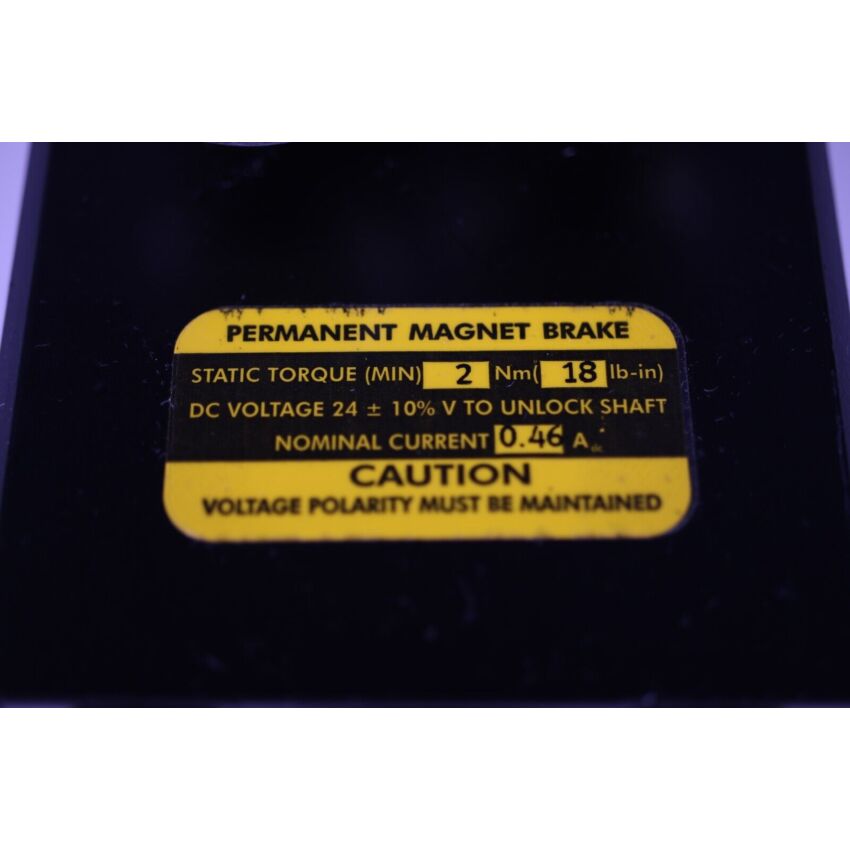 PERMANENT MAGNET BRAKE
STATIC TORQUE (MIN) 2 Nm( 18 lb-in)
DC VOLTAGE 24 ± 10% V TO UNLOCK SHAFT
NOMINAL CURRENT 0.46 A dc
CAUTION
VOLTAGE POLARITY MUST BE MAINTAINED